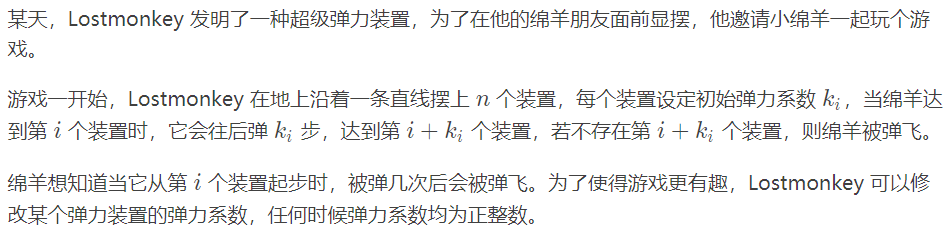 某天，Lostmonkey 发明了一种超级弹力装置，为了在他的绵羊朋友面前显摆，他邀请小绵羊一起玩个游
戏。
游戏一开始，Lostmonkey 在地上沿着一条直线摆上 n 个装置，每个装置设定初始弹力系数 kᵢ，当绵羊达
到第 i 个装置时，它会往后弹 kᵢ 步，达到第 i + kᵢ 个装置，若不存在第 i + kᵢ 个装置，则绵羊被弹飞。
绵羊想知道当它从第 i 个装置起步时，被弹几次后会被弹飞。为了使得游戏更有趣，Lostmonkey 可以修
改某个弹力装置的弹力系数，任何时候弹力系数均为正整数。